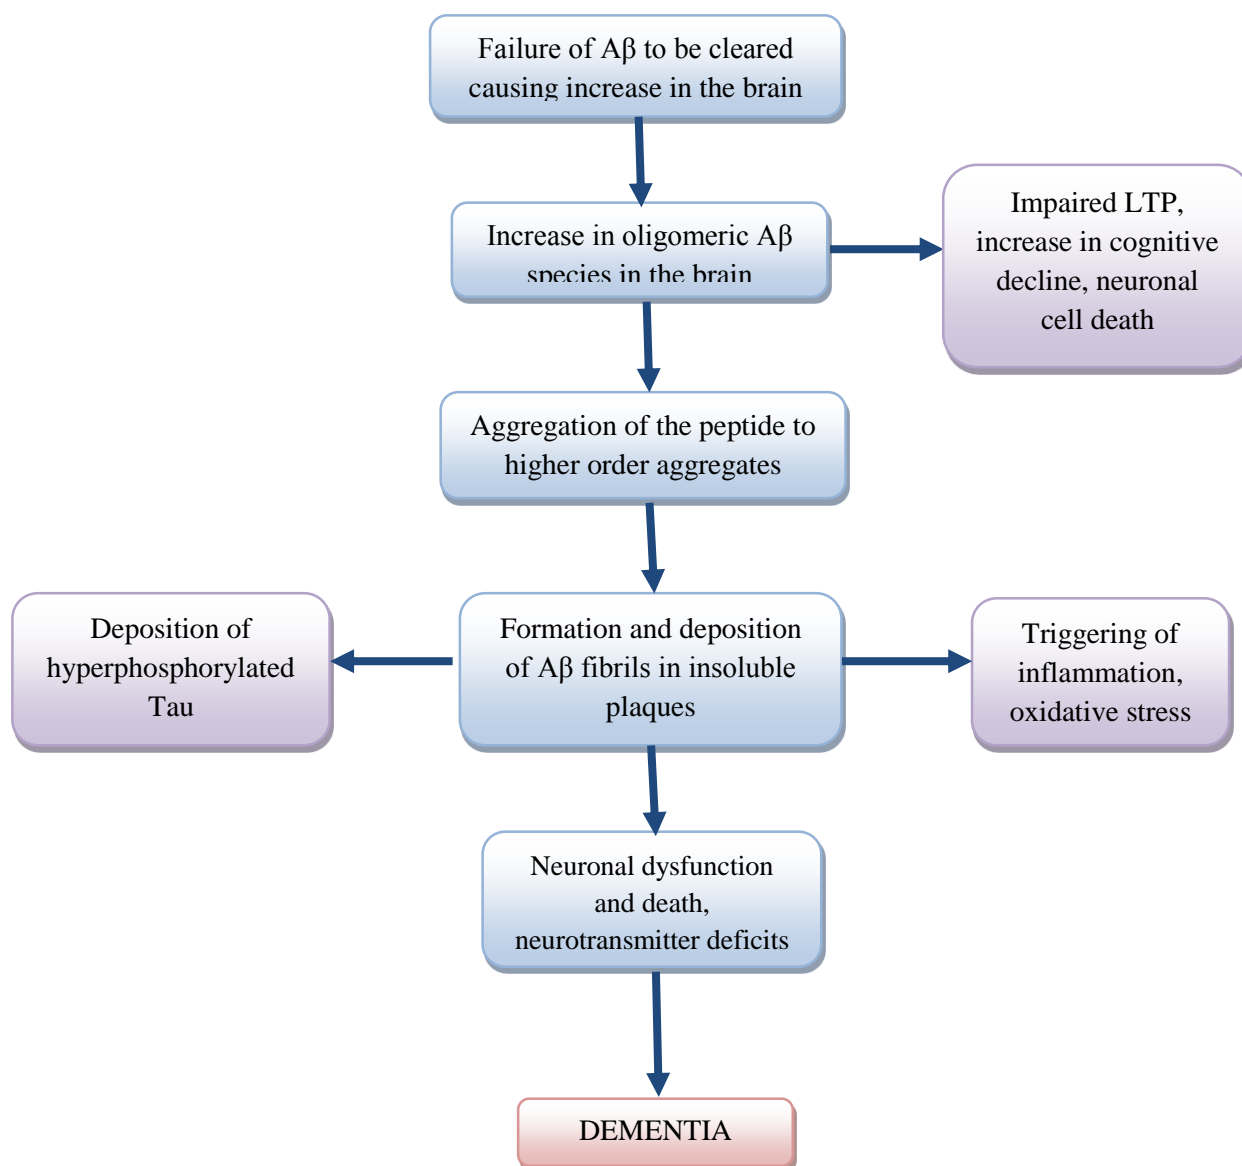 Failure of Aβ to be cleared
causing increase in the brain
Increase in oligomeric Aβ
species in the brain
Impaired LTP,
increase in cognitive
decline, neuronal
cell death
Aggregation of the peptide to
higher order aggregates
Deposition of
hyperphosphorylated
Tau
Formation and deposition
of Aβ fibrils in insoluble
plaques
Triggering of
inflammation,
oxidative stress
Neuronal dysfunction
and death,
neurotransmitter deficits
DEMENTIA